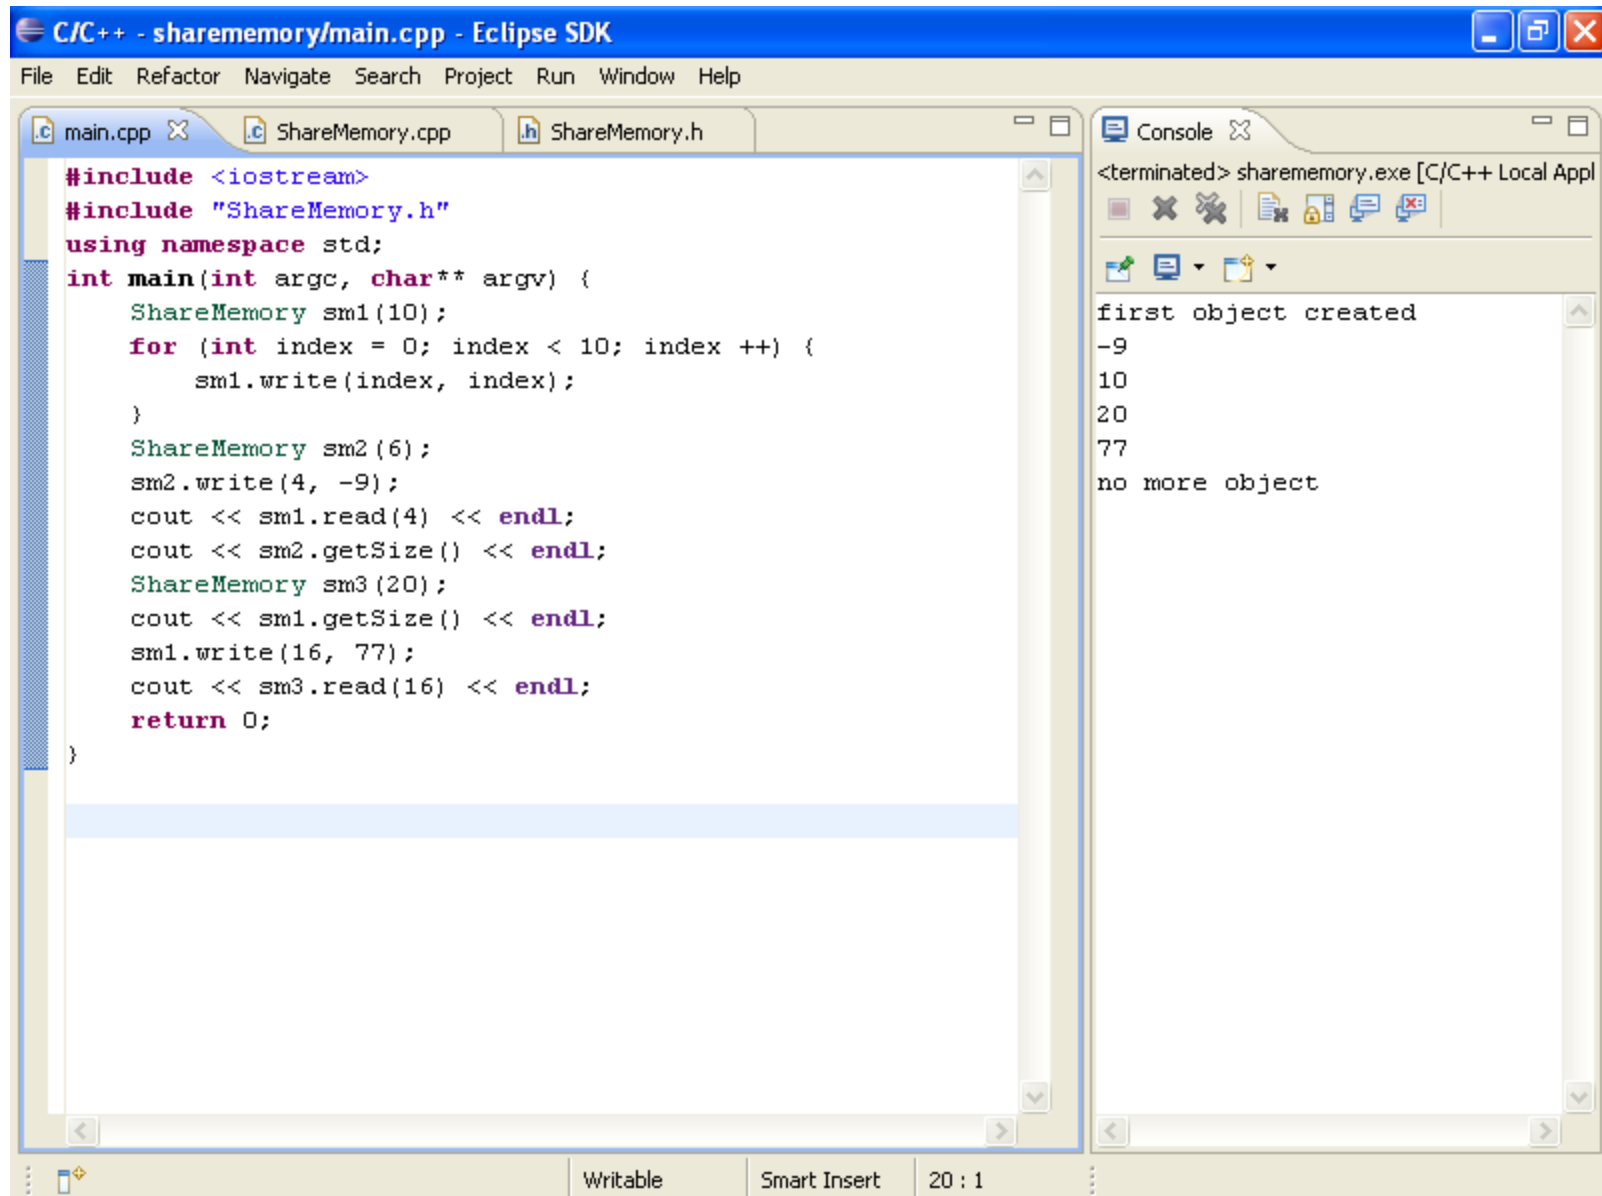 C/C++ - sharememory/main.cpp - Eclipse SDK
File Edit Refactor Navigate Search Project Run Window Help
main.cpp ShareMemory.cpp ShareMemory.h
#include <iostream>
#include "ShareMemory.h"
using namespace std;
int main(int argc, char** argv) {
    ShareMemory sm1(10);
    for (int index = 0; index < 10; index ++) {
        sm1.write(index, index);
    }
    ShareMemory sm2(6);
    sm2.write(4, -9);
    cout << sm1.read(4) << endl;
    cout << sm2.getSize() << endl;
    ShareMemory sm3(20);
    cout << sm1.getSize() << endl;
    sm1.write(16, 77);
    cout << sm3.read(16) << endl;
    return 0;
}
Console
<terminated> sharememory.exe [C/C++ Local Appl
first object created
-9
10
20
77
no more object
Writable Smart Insert 20 : 1